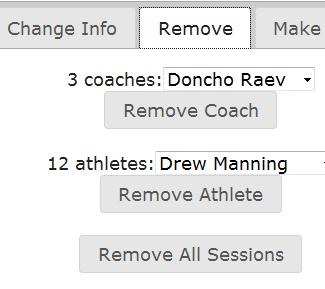 Change Info Remove Make
3 coaches: Doncho Raev
Remove Coach
12 athletes: Drew Manning
Remove Athlete
Remove All Sessions